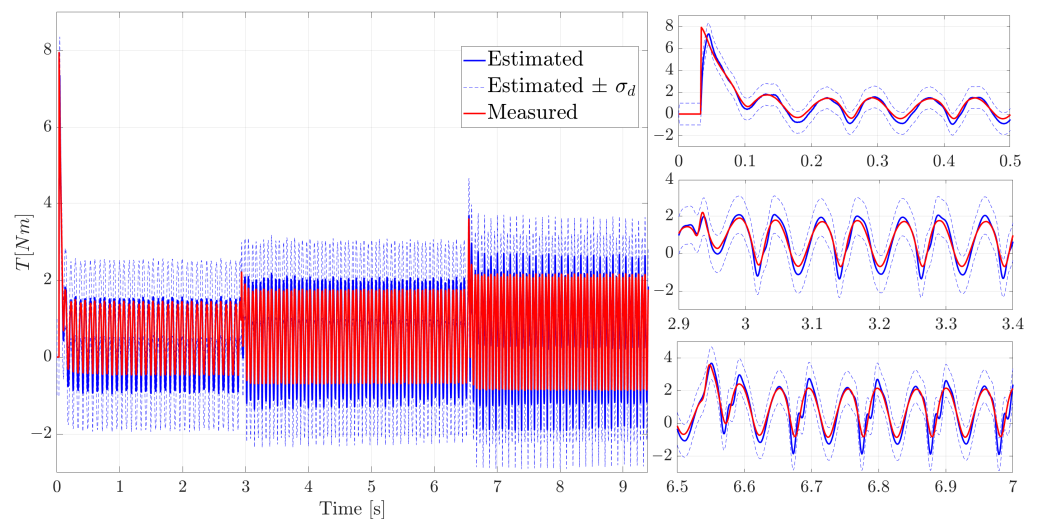 8
6
4
2
0
−2
T [Nm]
0 1 2 3 4 5 6 7 8 9
Time [s]
Estimated
Estimated ± σd
Measured
8
6
4
2
0
−2
0 0.1 0.2 0.3 0.4 0.5
4
2
0
−2
2.9 3 3.1 3.2 3.3 3.4
4
2
0
−2
6.5 6.6 6.7 6.8 6.9 7